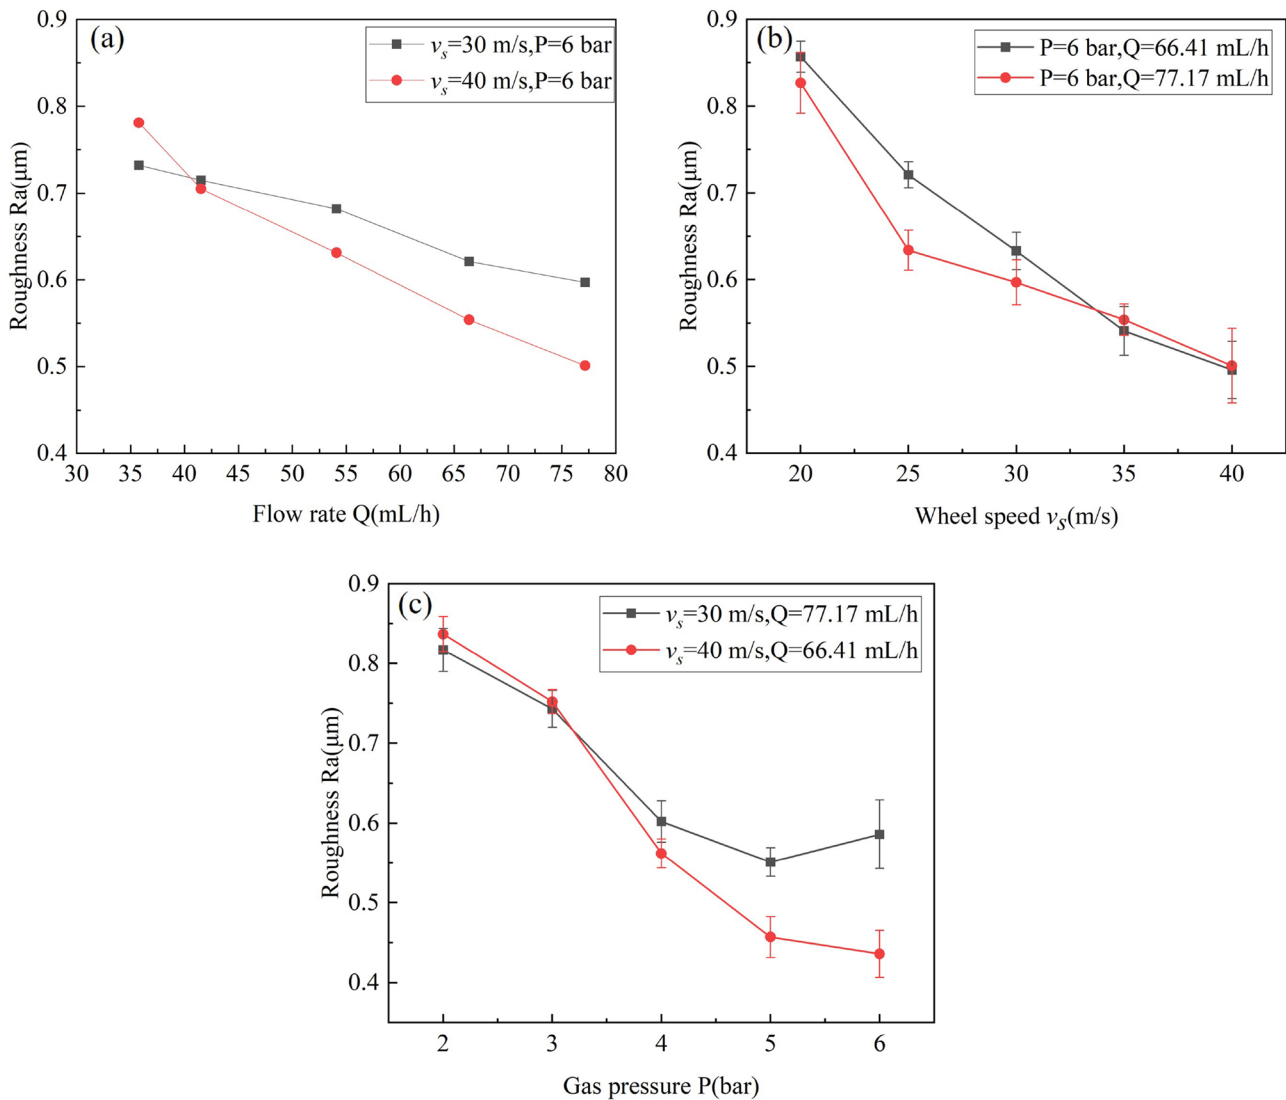 (a)
vs=30 m/s,P=6 bar
vs=40 m/s,P=6 bar
0.9
0.8
0.7
0.6
0.5
0.4
Roughness Ra(μm)
30 35 40 45 50 55 60 65 70 75 80
Flow rate Q(mL/h)
(b)
P=6 bar,Q=66.41 mL/h
P=6 bar,Q=77.17 mL/h
0.9
0.8
0.7
0.6
0.5
0.4
Roughness Ra(μm)
20 25 30 35 40
Wheel speed vs(m/s)
(c)
vs=30 m/s,Q=77.17 mL/h
vs=40 m/s,Q=66.41 mL/h
0.9
0.8
0.7
0.6
0.5
0.4
Roughness Ra(μm)
2 3 4 5 6
Gas pressure P(bar)